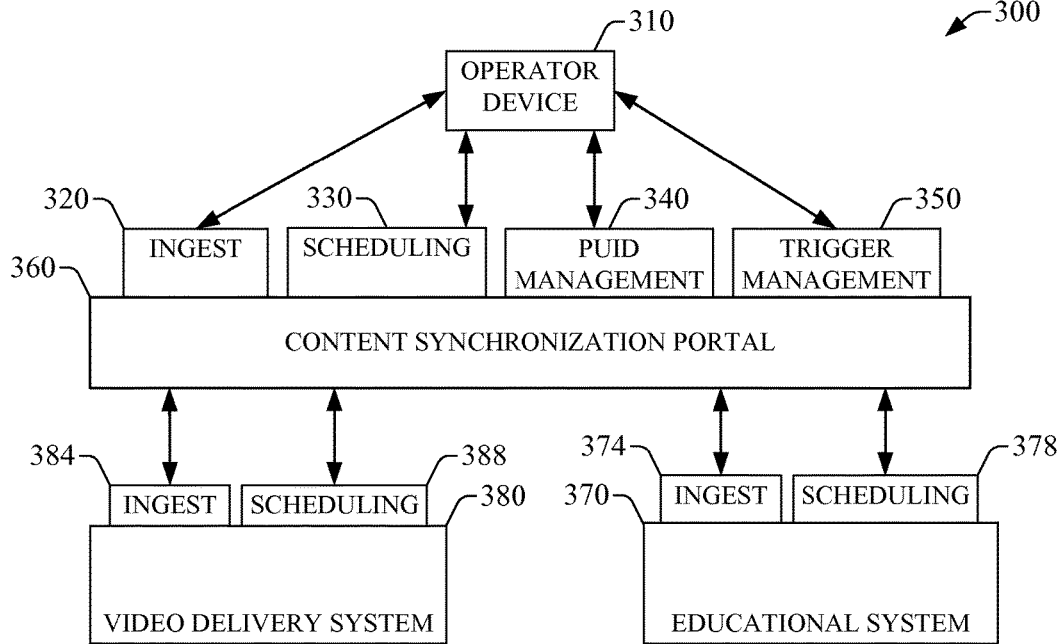 300
310
OPERATOR
DEVICE
320
330
340
350
INGEST
SCHEDULING
PUID
MANAGEMENT
TRIGGER
MANAGEMENT
360
CONTENT SYNCHRONIZATION PORTAL
384
388
374
378
INGEST
SCHEDULING
380
370
INGEST
SCHEDULING
VIDEO DELIVERY SYSTEM
EDUCATIONAL SYSTEM